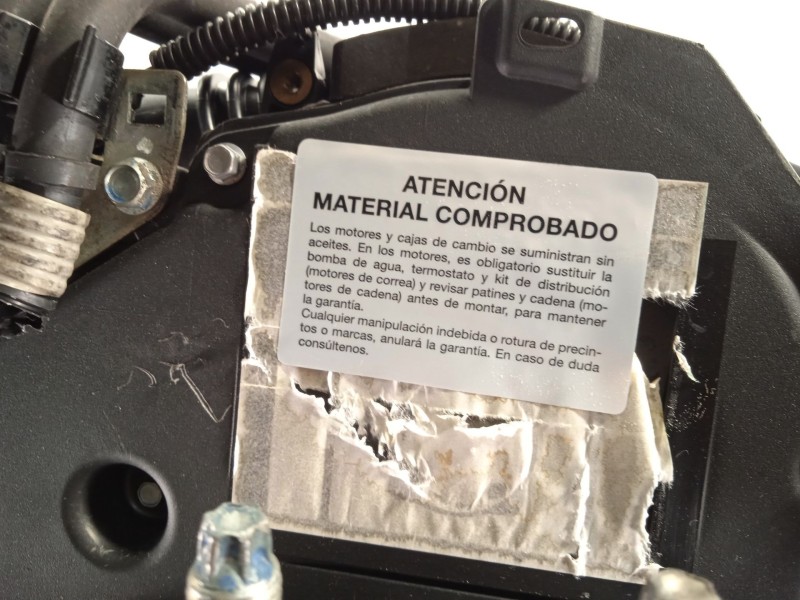 ATENCIÓN
MATERIAL COMPROBADO
Los motores y cajas de cambio se suministran sin
aceites. En los motores, es obligatorio sustituir la
bomba de agua, termostato y kit de distribución
(motores de correa) y revisar patines y cadena (mo-
tores de cadena) antes de montar, para mantener
la garantía.
Cualquier manipulación indebida o rotura de precin-
tos o marcas, anulará la garantía. En caso de duda
consúltenos.